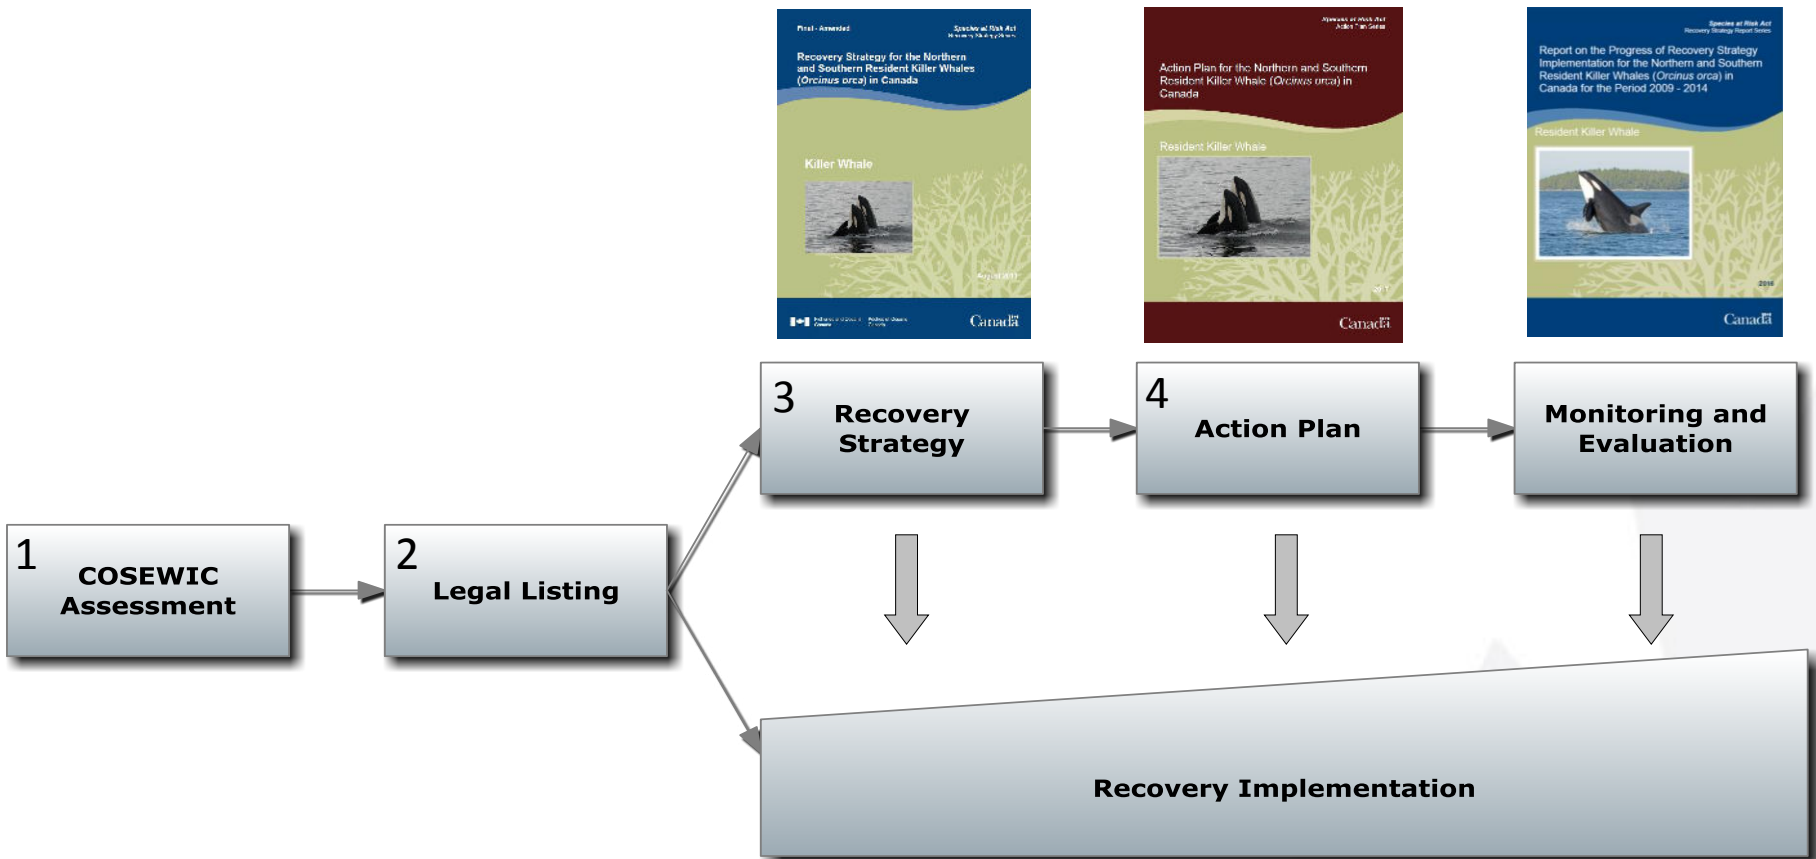 Final - Amended
Species at Risk Act
Recovery Strategy Series
Recovery Strategy for the Northern
and Southern Resident Killer Whales
(Orcinus orca) in Canada
Killer Whale
Canada
Species at Risk Act
Action Plan Series
Action Plan for the Northern and Southern
Resident Killer Whale (Orcinus orca) in
Canada
Resident Killer Whale
Canada
Species at Risk Act
Recovery Strategy Report Series
Report on the Progress of Recovery Strategy
Implementation for the Northern and Southern
Resident Killer Whales (Orcinus orca) in
Canada for the Period 2009 - 2014
Resident Killer Whale
2016
Canada
3
Recovery
Strategy
4
Action Plan
Monitoring and
Evaluation
1
COSEWIC
Assessment
2
Legal Listing
Recovery Implementation